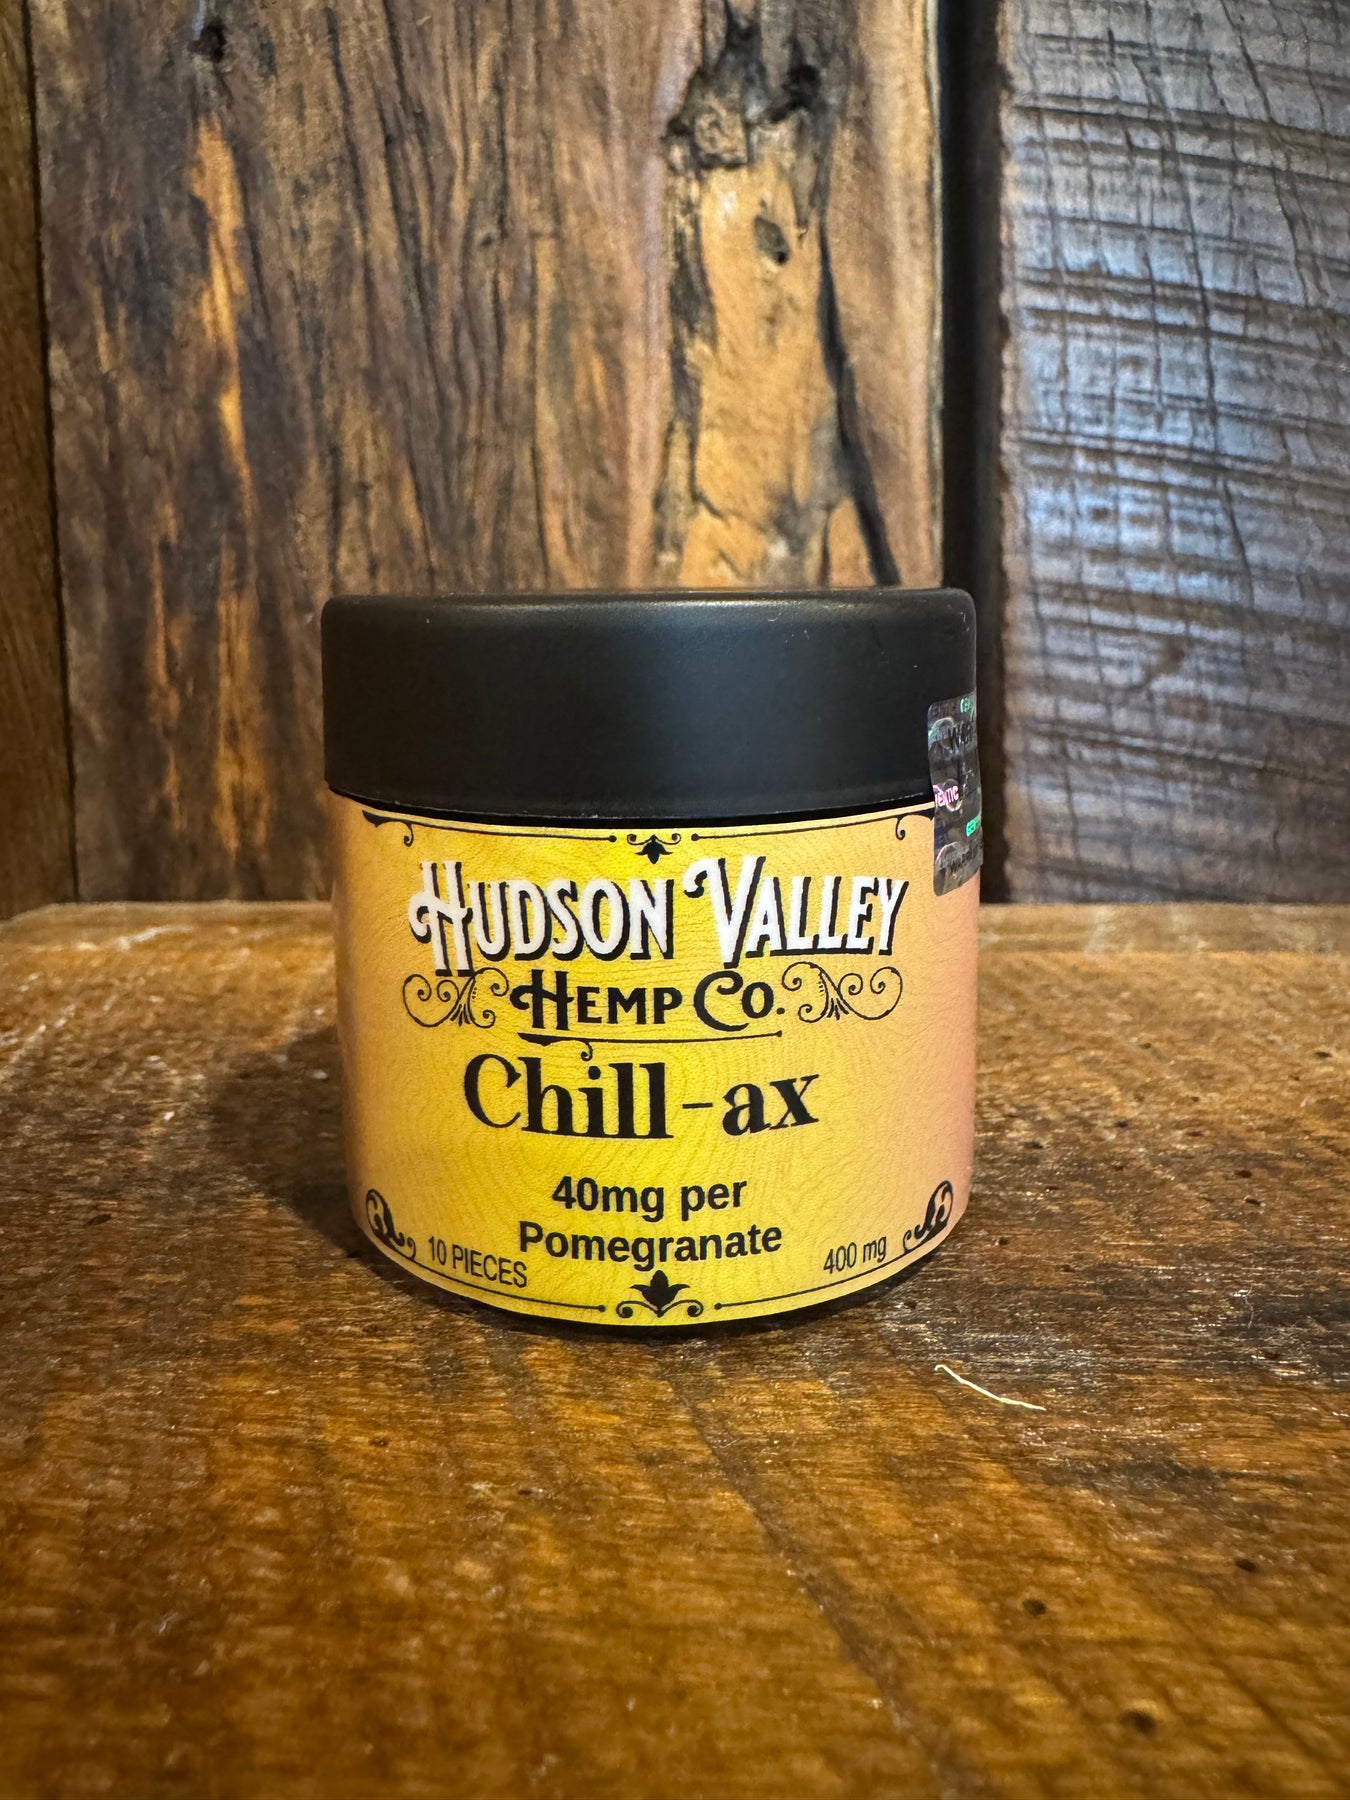 Hudson Valley
Hemp Co.
Chill-ax
40mg per
Pomegranate
10 PIECES
400 mg